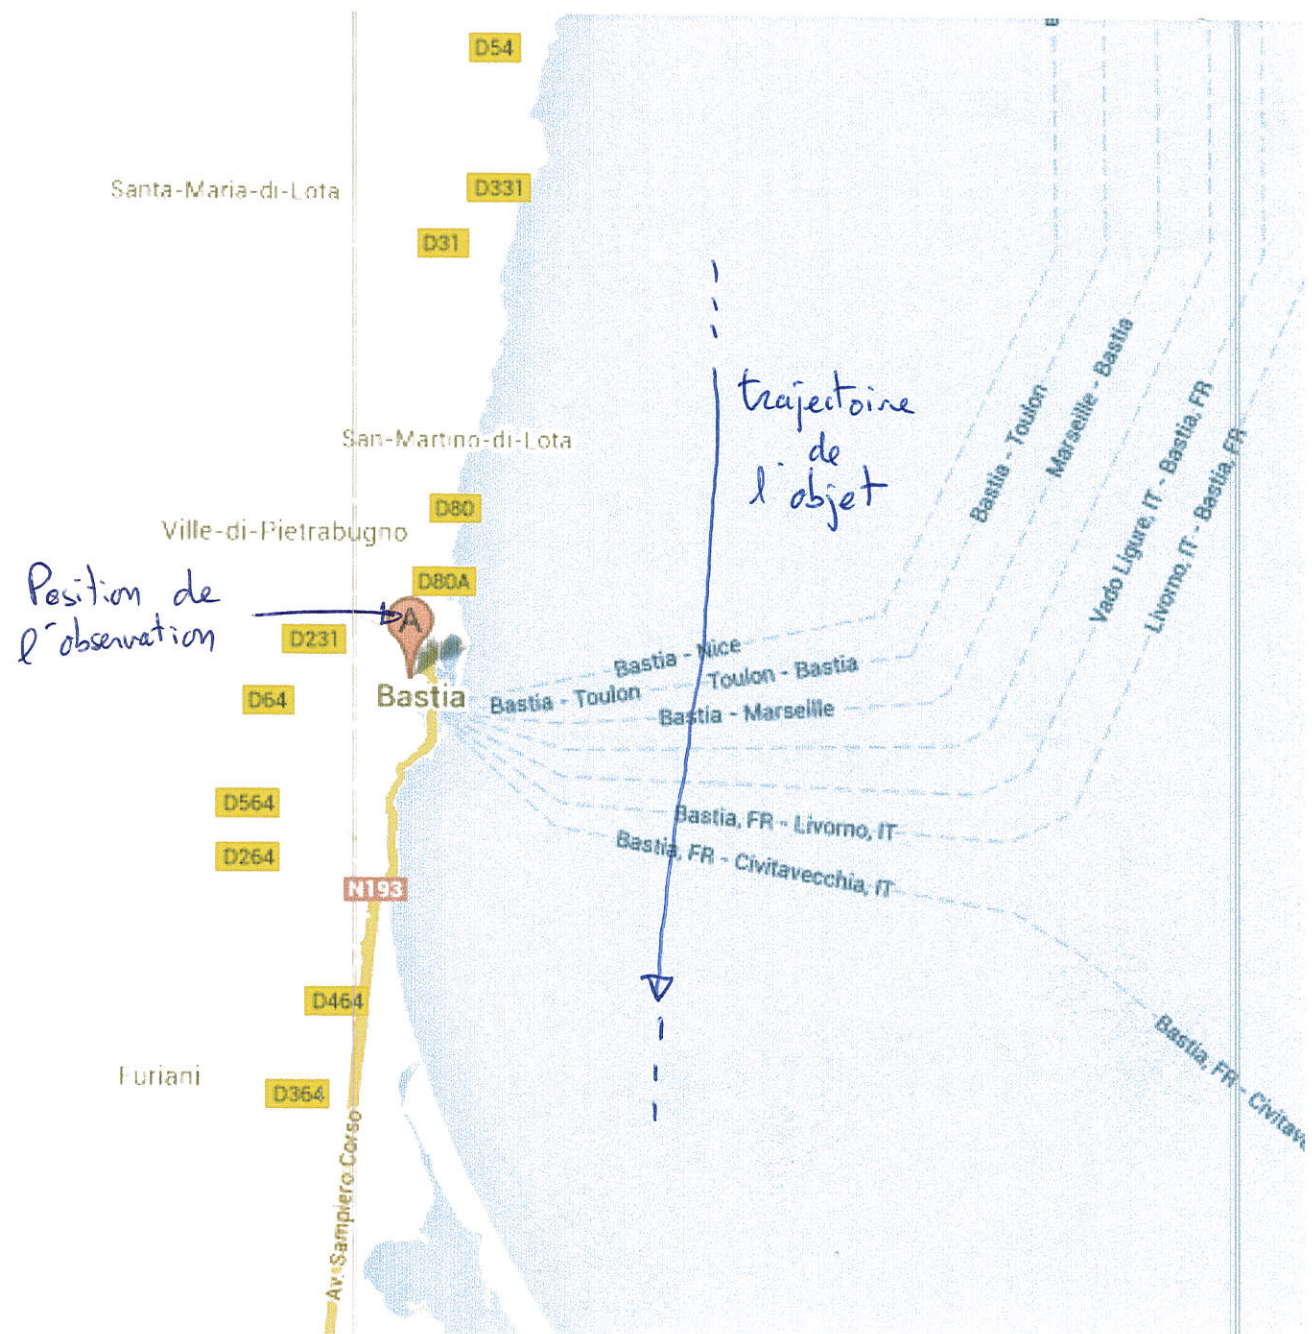 D54
Santa-Maria-di-Lota
D331
D31
trajectoire
de
l'objet
San-Martino-di-Lota
D80
Ville-di-Pietrabugno
D80A
Position de
l'observation
A
D231
Bastia
D64
D564
D264
N193
D464
Furiani
D364
Av. Sampiero Corso
Bastia - Nice
Toulon - Bastia
Bastia - Toulon
Bastia - Marseille
Bastia, FR - Livorno, IT
Bastia, FR - Civitavecchia, IT
Bastia - Toulon
Marseille - Bastia
Vado Ligure, IT - Bastia, FR
Livorno, IT - Bastia, FR
Bastia, FR - Civitave